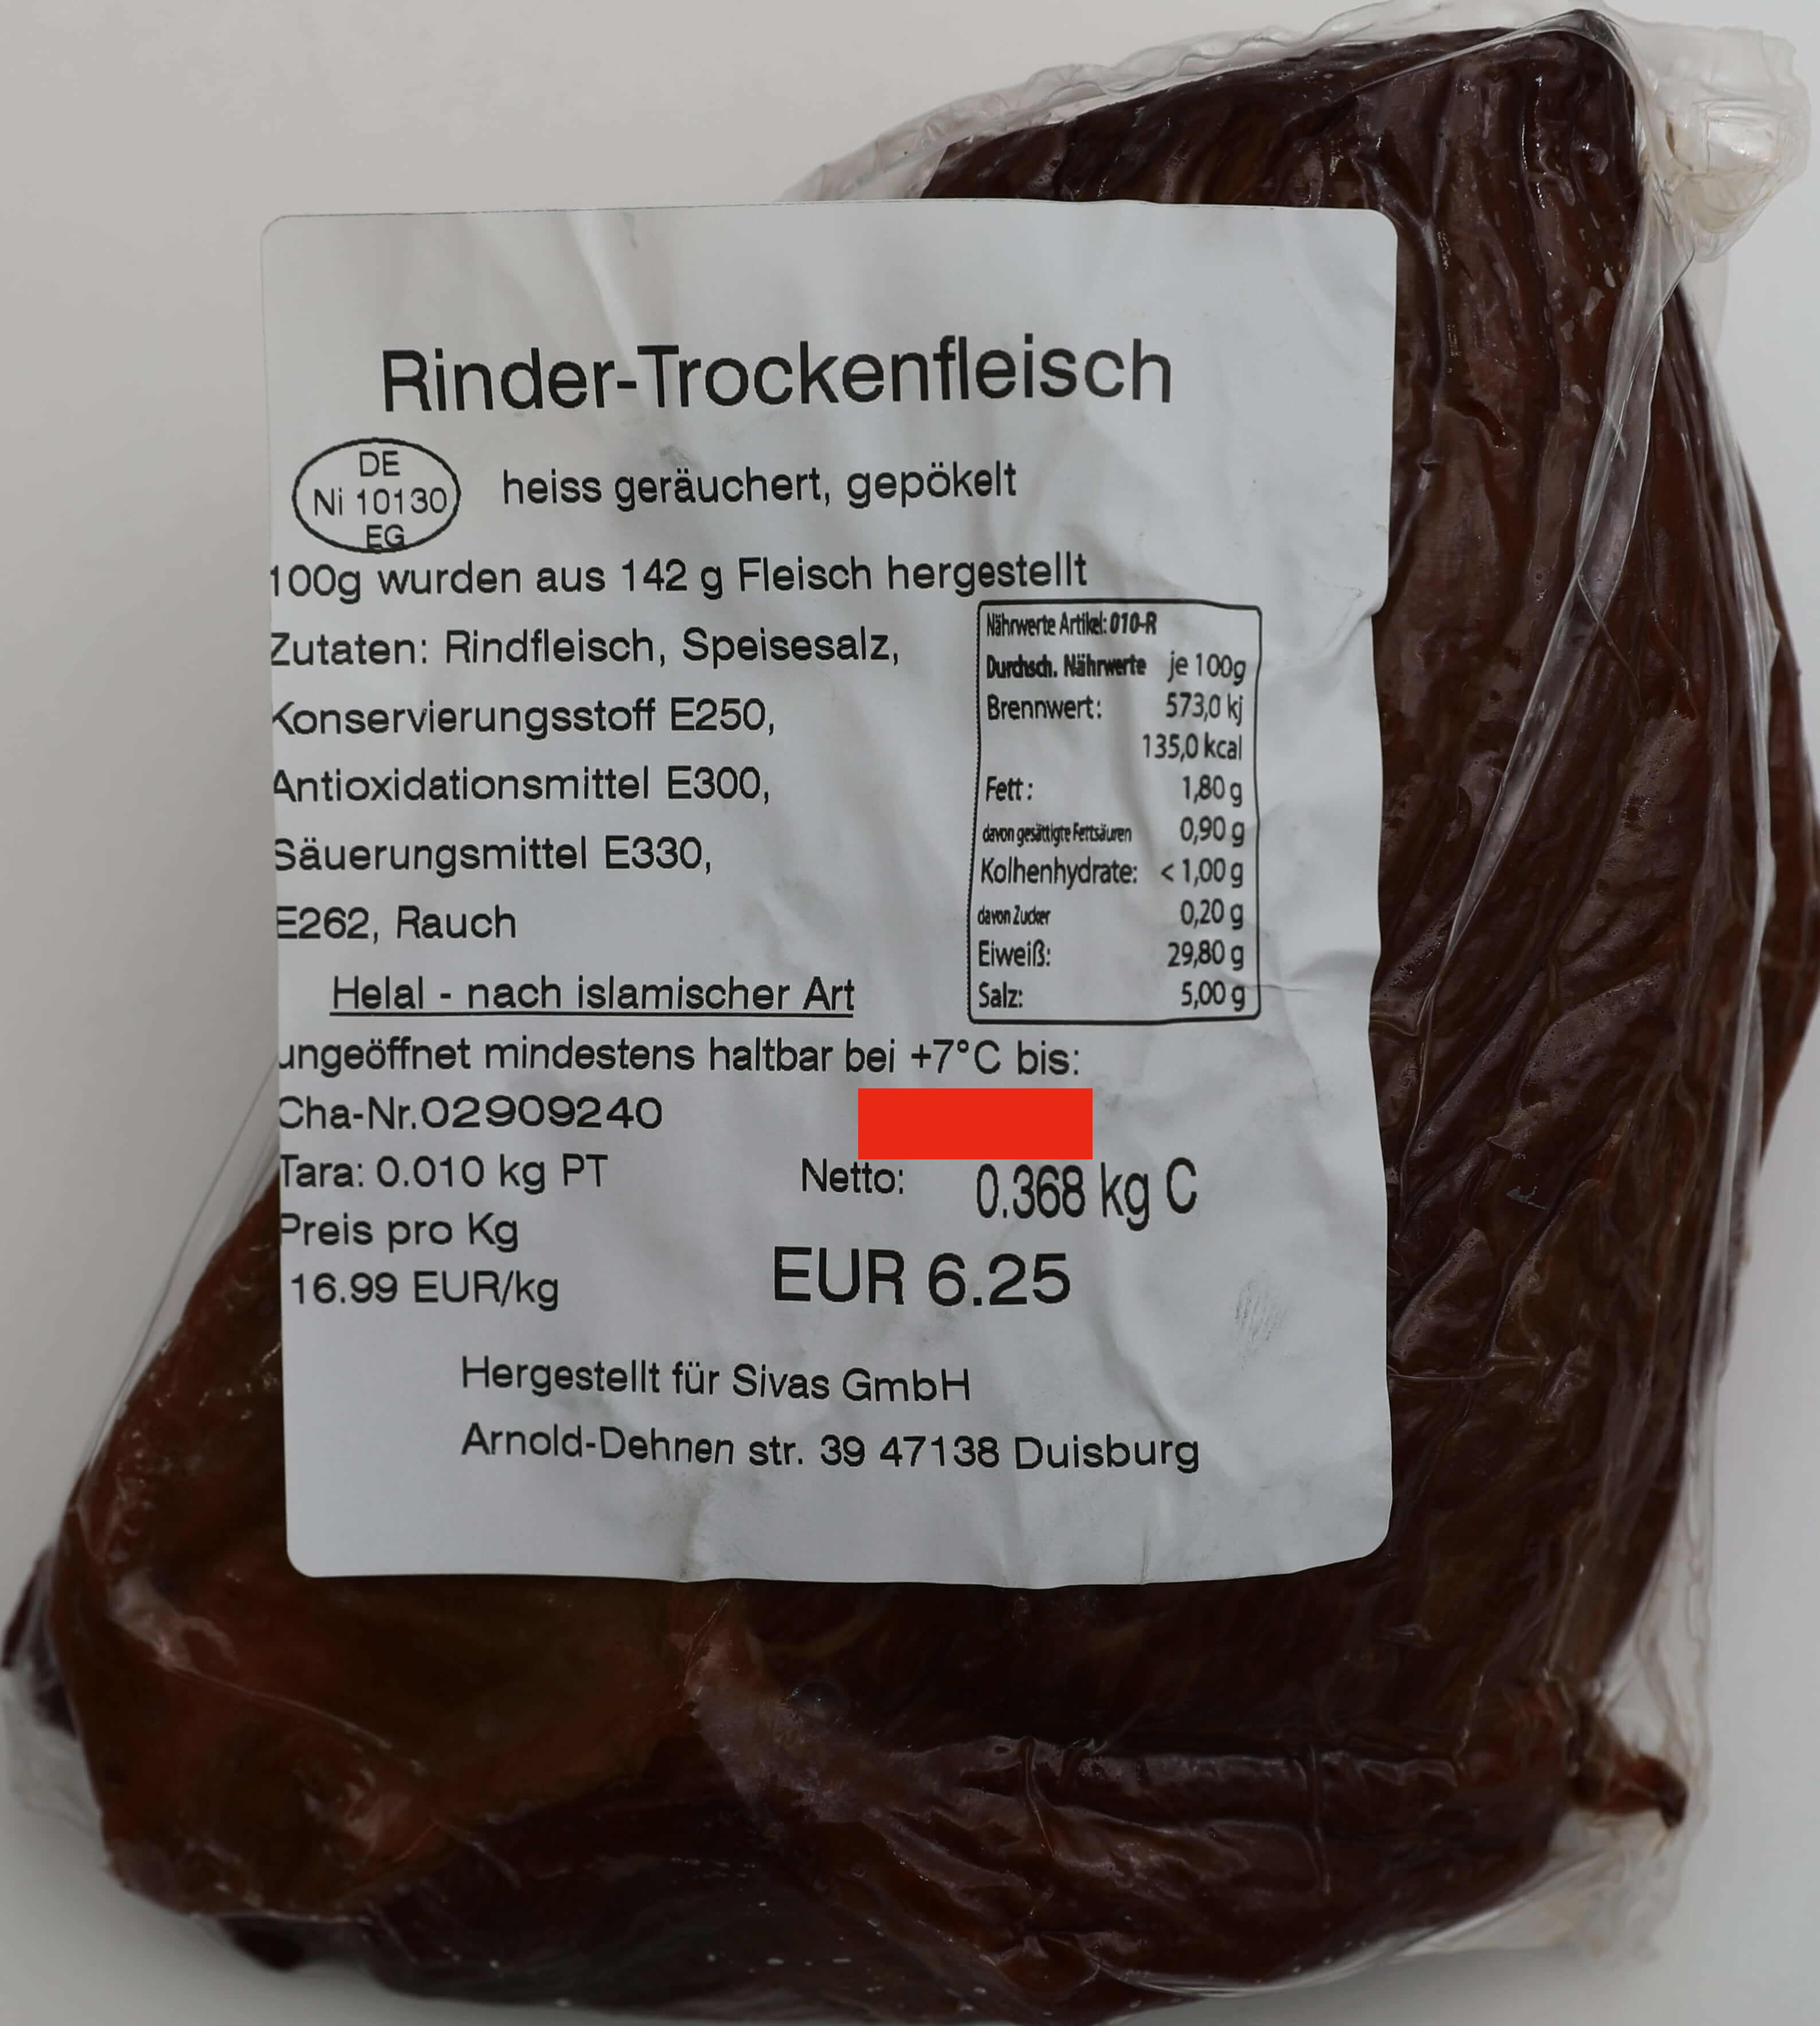 Rinder-Trockenfleisch
DE
Ni 10130
EG
heiss geräuchert, gepökelt
100g wurden aus 142 g Fleisch hergestellt
Zutaten: Rindfleisch, Speisesalz,
Konservierungsstoff E250,
Antioxidationsmittel E300,
Säuerungsmittel E330,
E262, Rauch
Helal - nach islamischer Art
Nährwerte Artikel: 010-R
Durchsch. Nährwerte je 100g
Brennwert: 573,0 kj
135,0 kcal
Fett: 1,80 g
davon gesättigte Fettsäuren 0,90 g
Kolhenhydrate: < 1,00 g
davon Zucker 0,20 g
Eiweiß: 29,80 g
Salz: 5,00 g
ungeöffnet mindestens haltbar bei +7°C bis:
Cha-Nr.02909240
Tara: 0.010 kg PT Netto: 0.368 kg C
Preis pro Kg
16.99 EUR/kg EUR 6.25
Hergestellt für Sivas GmbH
Arnold-Dehnen str. 39 47138 Duisburg